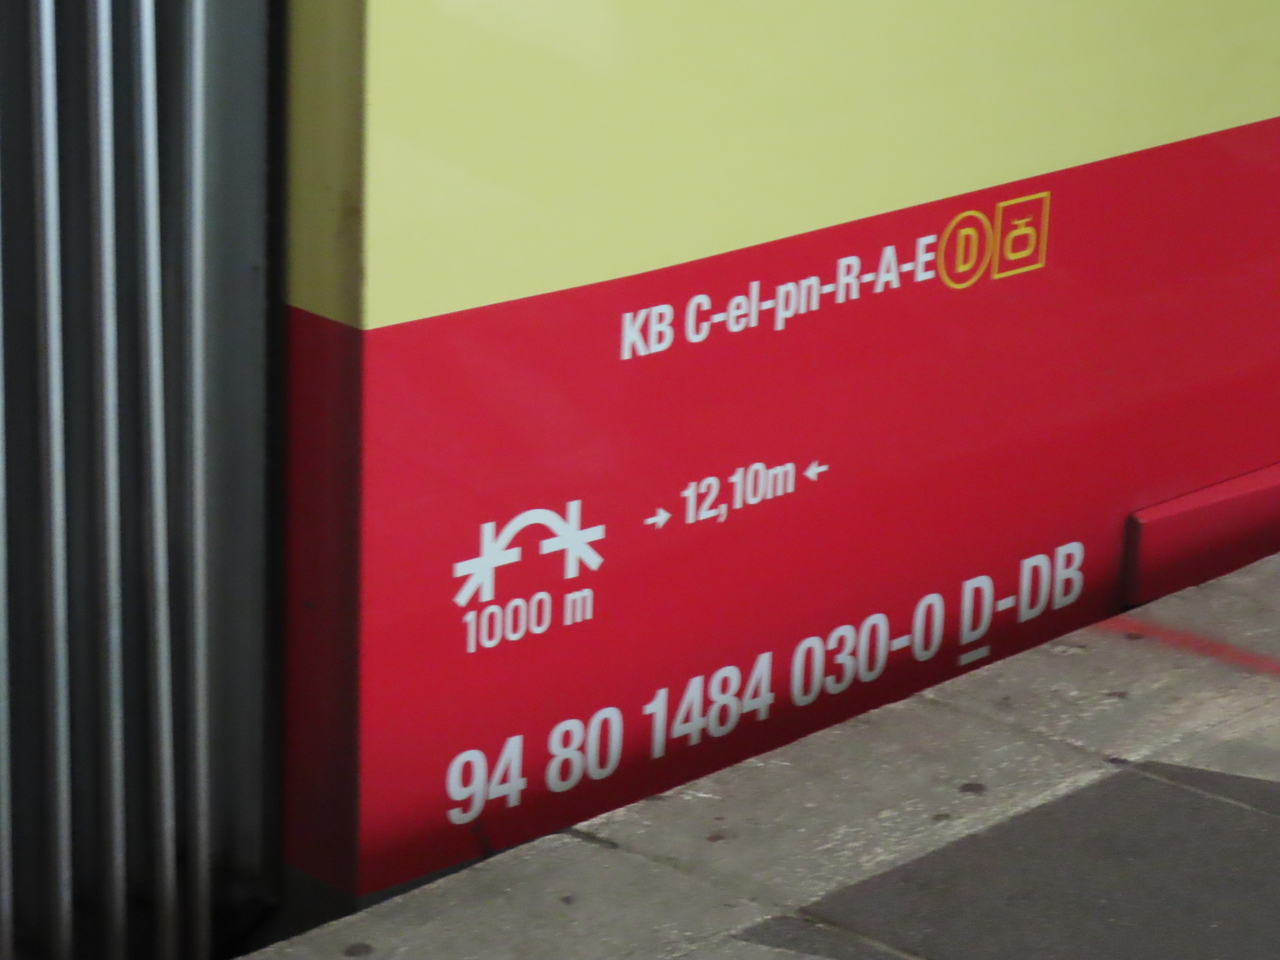 KB C-el-pn-R-A-E D
→ 12,10m ←
1000 m
94 80 1484 030-0 D-DB